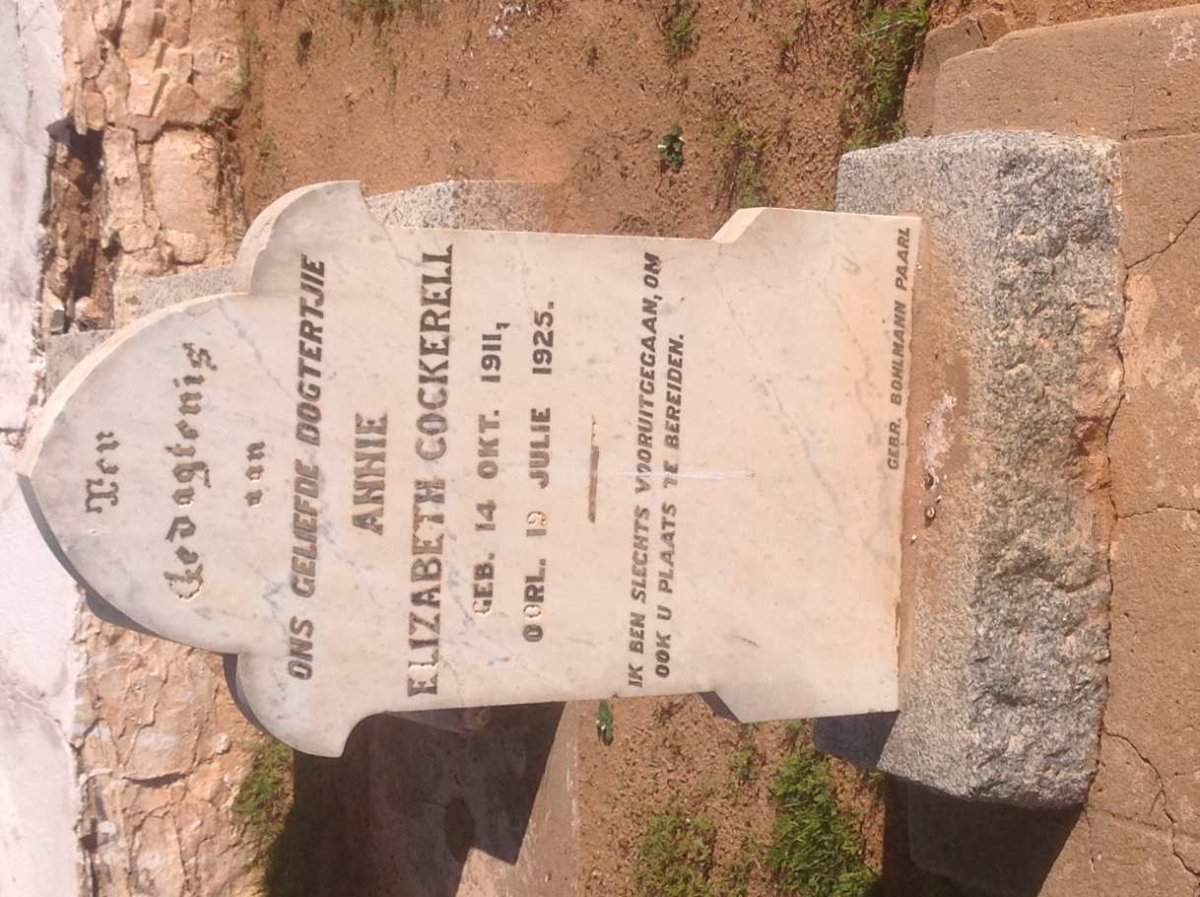 Ter
Gedagtenis
aan
ONS GELIEFDE DOGTERTJIE
ANNIE
ELIZABETH COCKERELL
GEB. 14 OKT. 1911,
OORL. 19 JULIE 1925.
IK BEN SLECHTS VOORUITGEGAAN, OM
OOK U PLAATS TE BEREIDEN.
GEBR. BOHLMANN PAARL